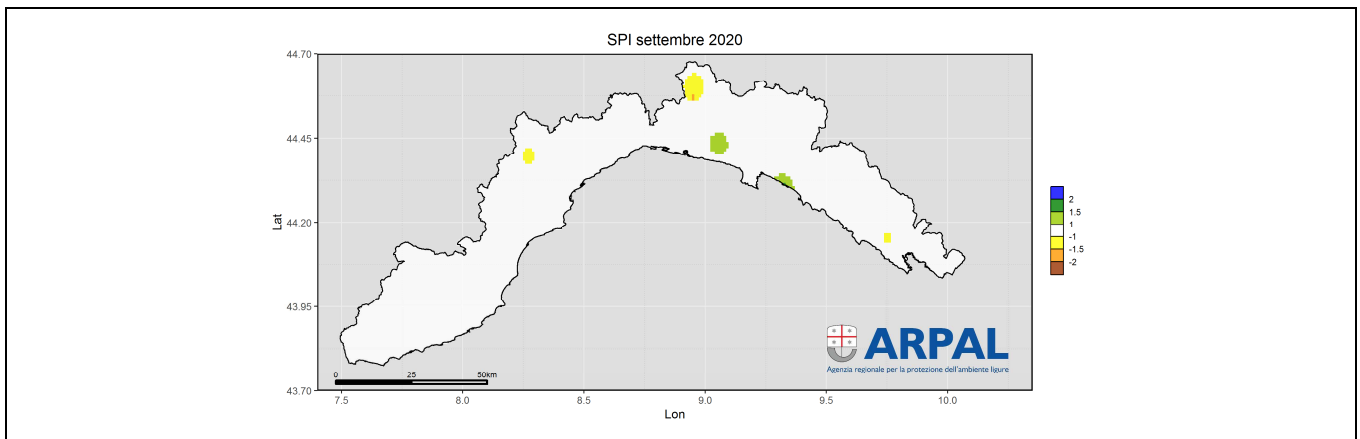 SPI settembre 2020
44.70
44.45
44.20
43.95
43.70
Lat
2
1.5
1
-1
-1.5
-2
ARPAL
Agenzia regionale per la protezione dell'ambiente ligure
0 25 50km
7.5 8.0 8.5 9.0 9.5 10.0
Lon